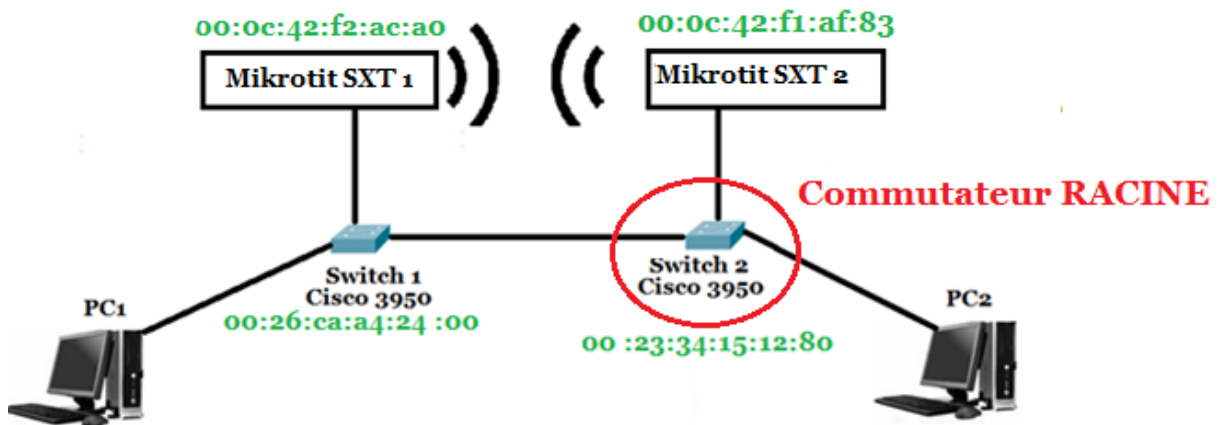 00:0c:42:f2:ac:a0
00:0c:42:f1:af:83
Mikrotit SXT 1
Mikrotit SXT 2
Commutateur RACINE
Switch 1
Cisco 3950
00:26:ca:a4:24 :00
Switch 2
Cisco 3950
00 :23:34:15:12:80
PC1
PC2